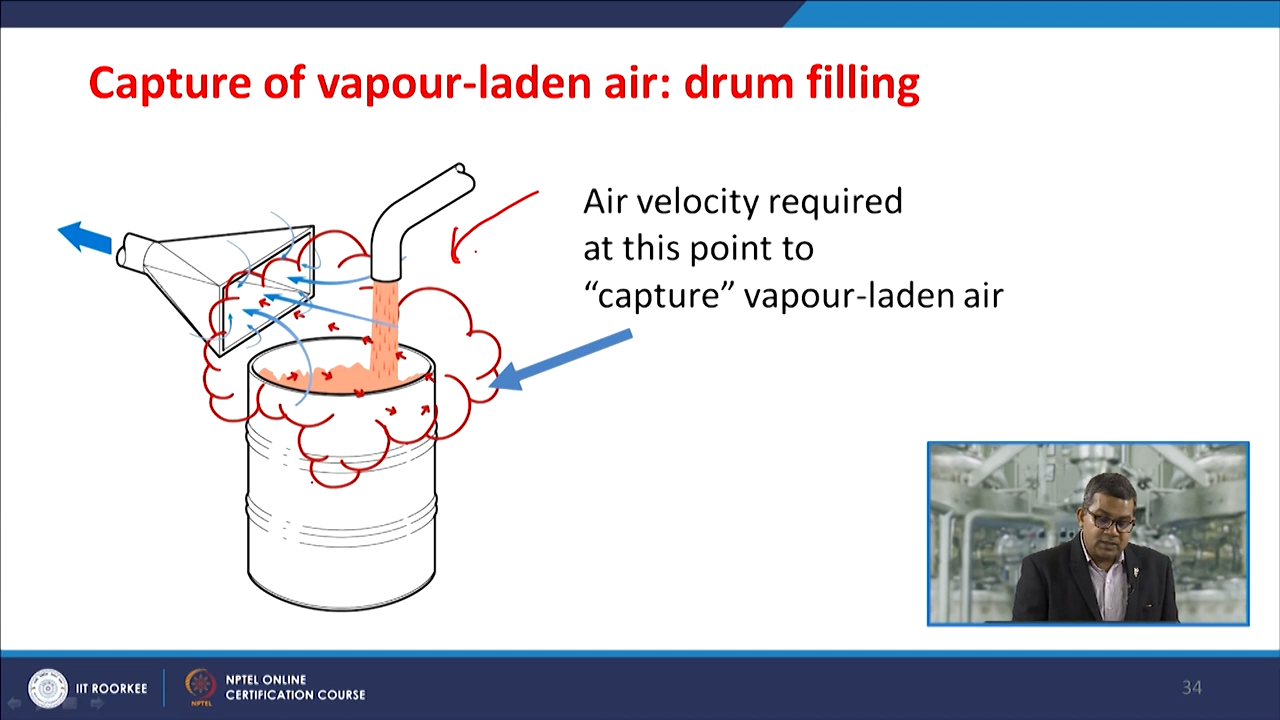 Capture of vapour-laden air: drum filling
Air velocity required
at this point to
“capture” vapour-laden air
IIT ROORKEE
NPTEL ONLINE
CERTIFICATION COURSE
NPTEL
34